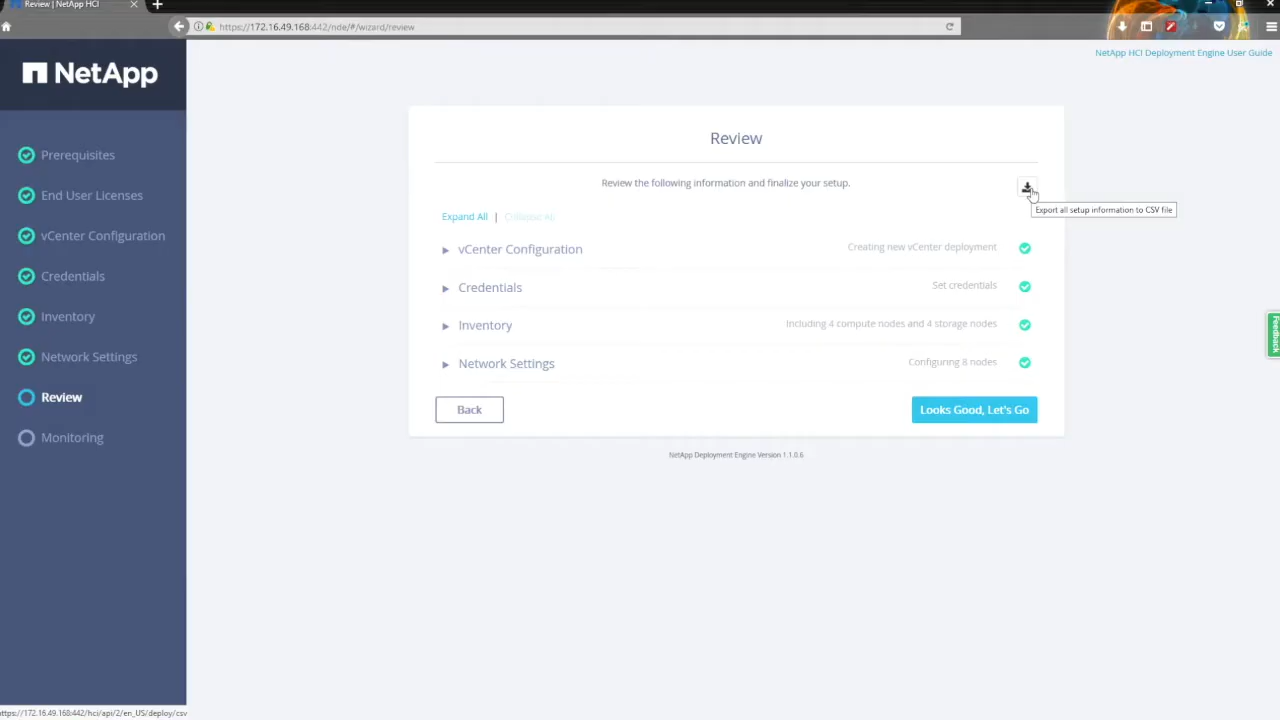 Review | NetApp HCI
https://172.16.49.168:442/nde/#/wizard/review
NetApp HCI Deployment Engine User Guide
NetApp
Prerequisites
End User Licenses
vCenter Configuration
Credentials
Inventory
Network Settings
Review
Monitoring
Review
Review the following information and finalize your setup.
Export all setup information to CSV file
Expand All | Collapse All
vCenter Configuration Creating new vCenter deployment
Credentials Set credentials
Inventory Including 4 compute nodes and 4 storage nodes
Network Settings Configuring 8 nodes
Back Looks Good, Let's Go
NetApp Deployment Engine Version 1.1.0.6
Feedback
https://172.16.49.168:442/hci/api/2/en_US/deploy/csv